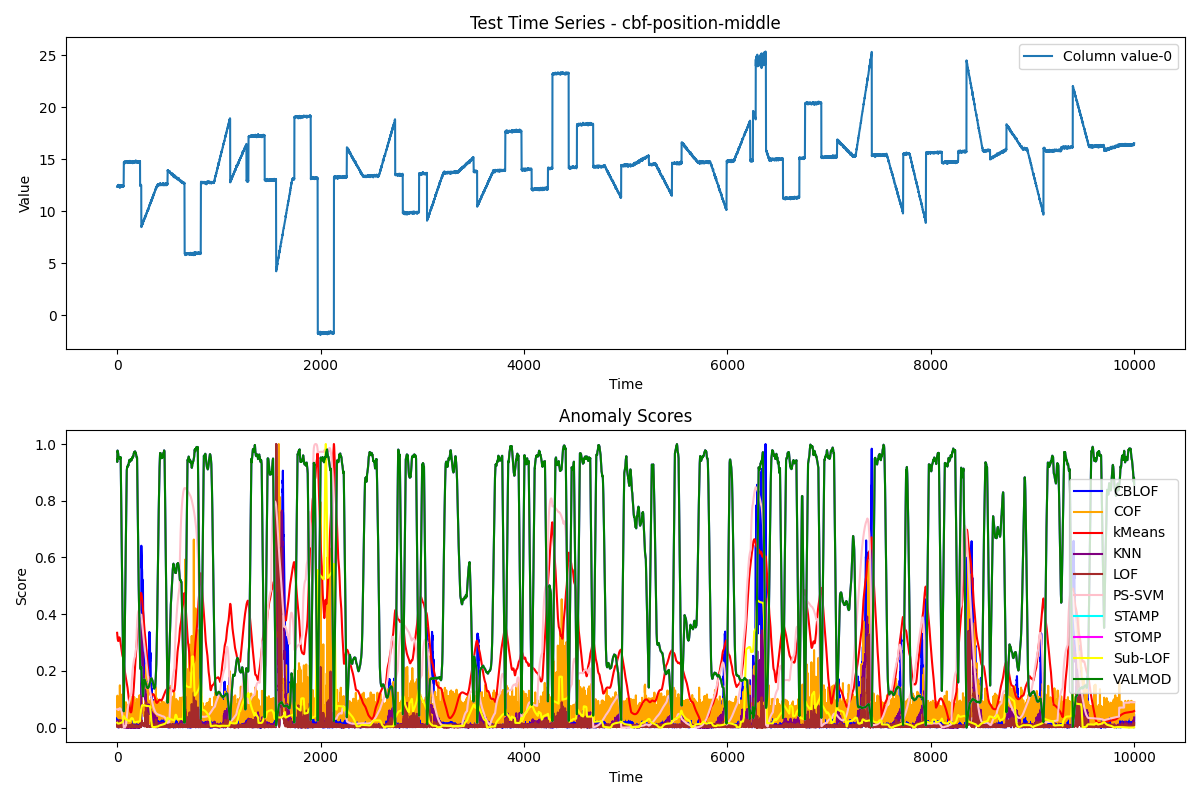 Test Time Series - cbf-position-middle
Column value-0
25
20
15
10
5
0
Value
0
2000
4000
6000
8000
10000
Time
Anomaly Scores
1.0
0.8
0.6
0.4
0.2
0.0
Score
CBLOF
COF
kMeans
KNN
LOF
PS-SVM
STAMP
STOMP
Sub-LOF
VALMOD
0
2000
4000
6000
8000
10000
Time